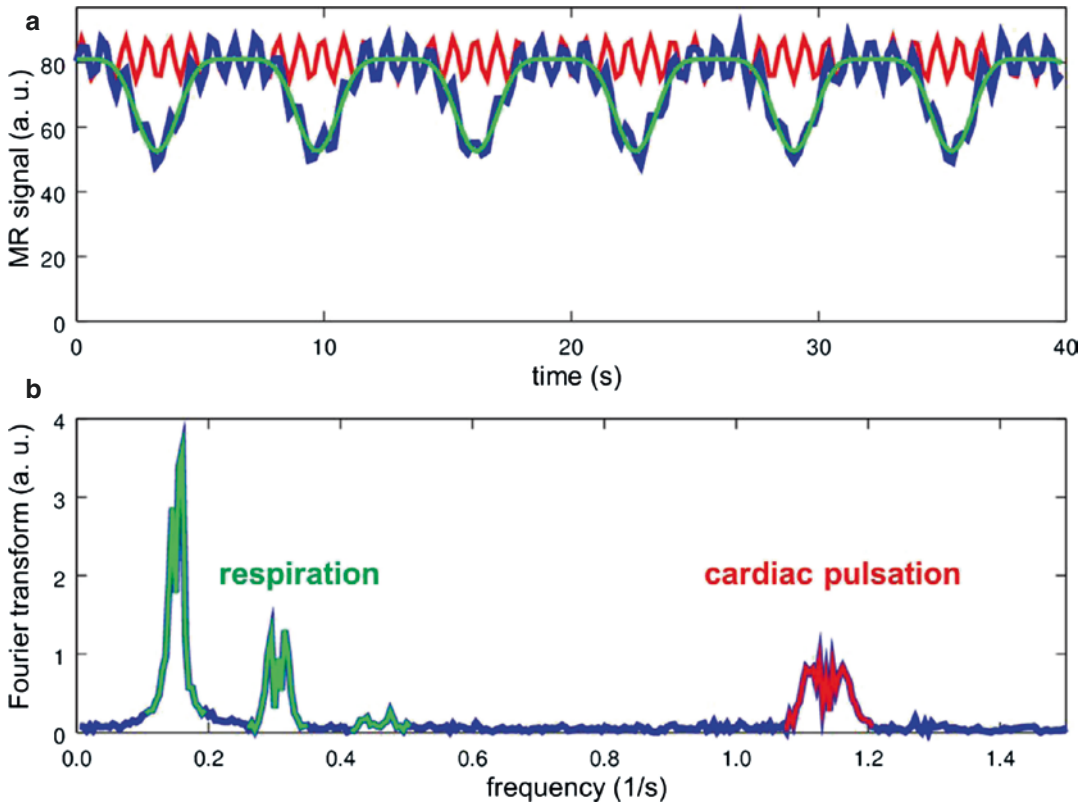 a
MR signal (a. u.)
80
60
40
20
0
0 10 20 30 40
time (s)
b
Fourier transform (a. u.)
4
3
2
1
0
respiration
cardiac pulsation
0.0 0.2 0.4 0.6 0.8 1.0 1.2 1.4
frequency (1/s)